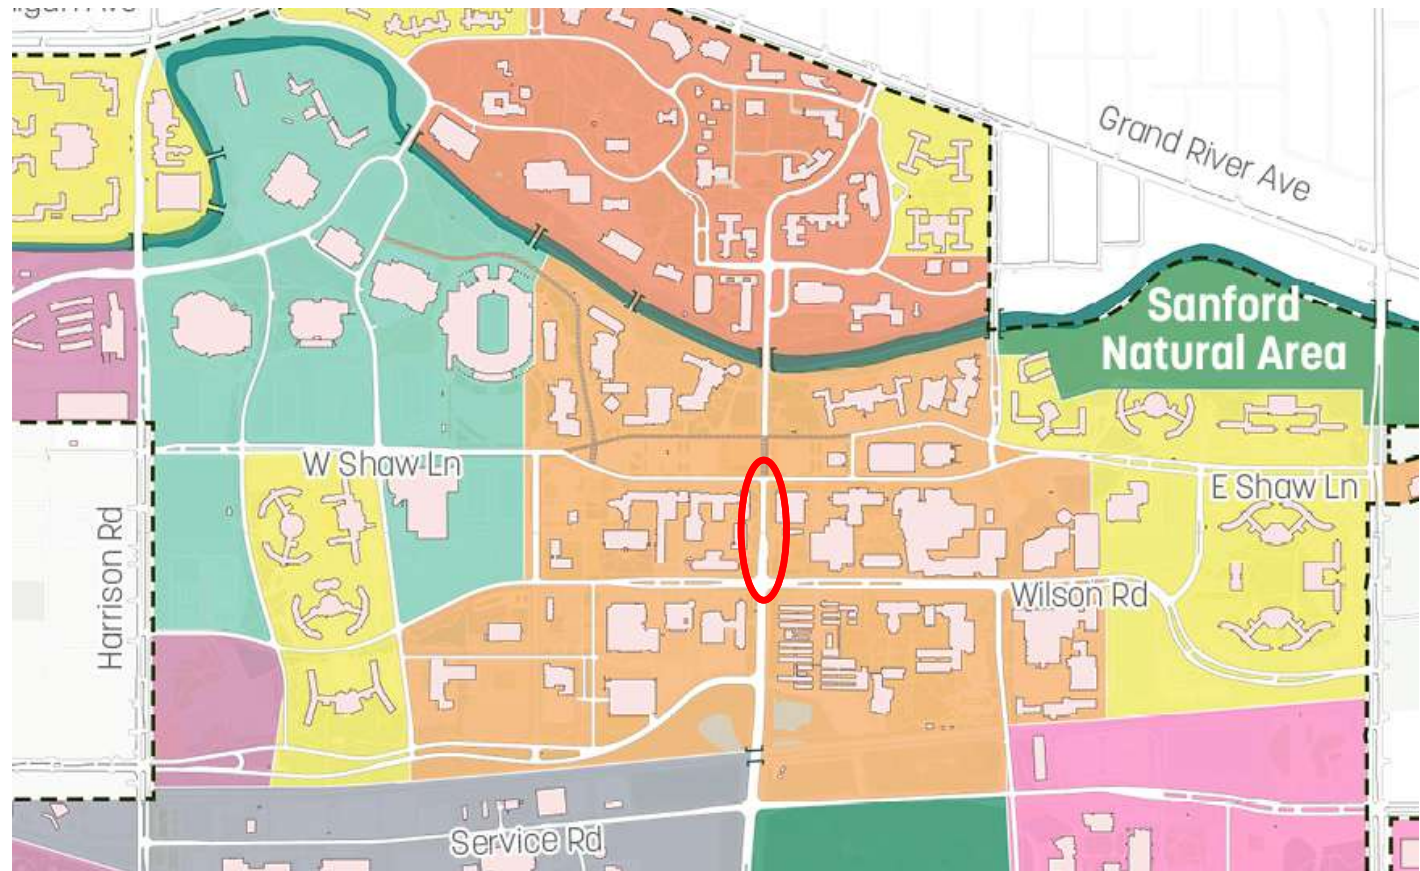 Grand River Ave
Sanford
Natural Area
W Shaw Ln
E Shaw Ln
Harrison Rd
Wilson Rd
Service Rd